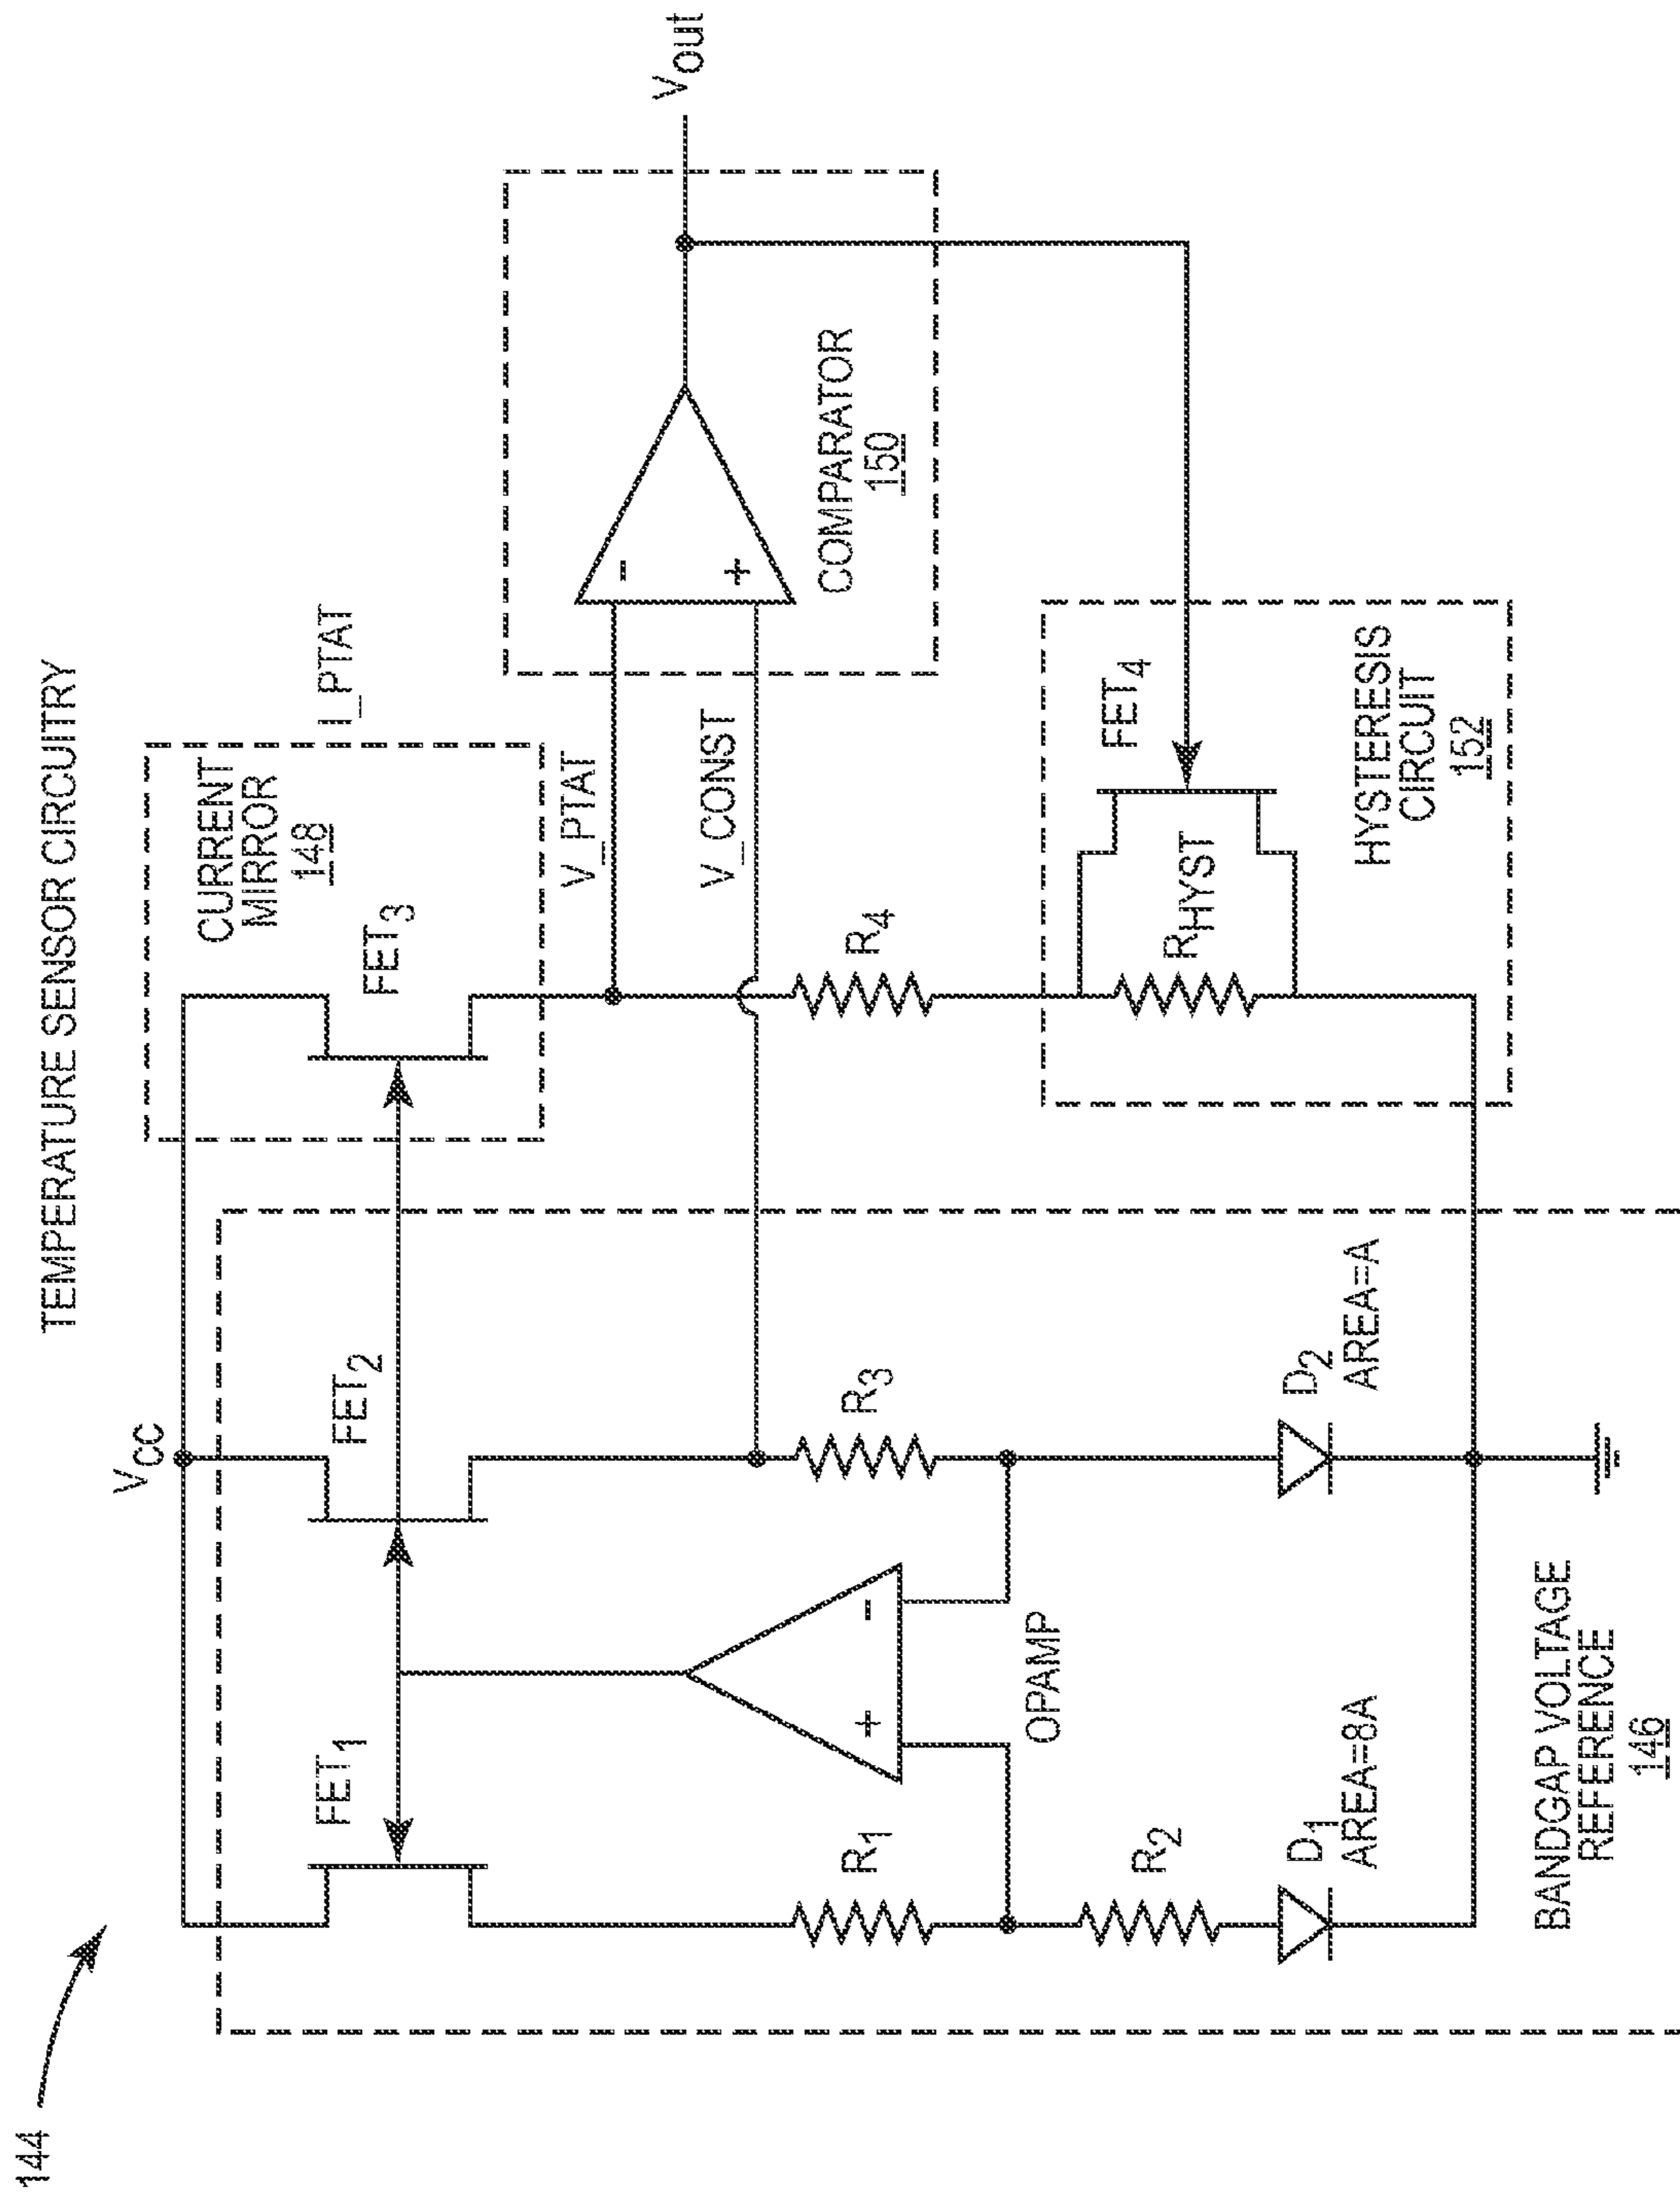 TEMPERATURE SENSOR CIRCUITRY
144
VCC
FET1
FET2
FET3
CURRENT
MIRROR
148
I_PTAT
V_PTAT
V_CONST
-
+
COMPARATOR
150
Vout
+
-
OPAMP
R1
R2
R3
R4
D1
AREA=8A
D2
AREA=A
RHYST
FET4
HYSTERESIS
CIRCUIT
152
BANDGAP VOLTAGE
REFERENCE
146